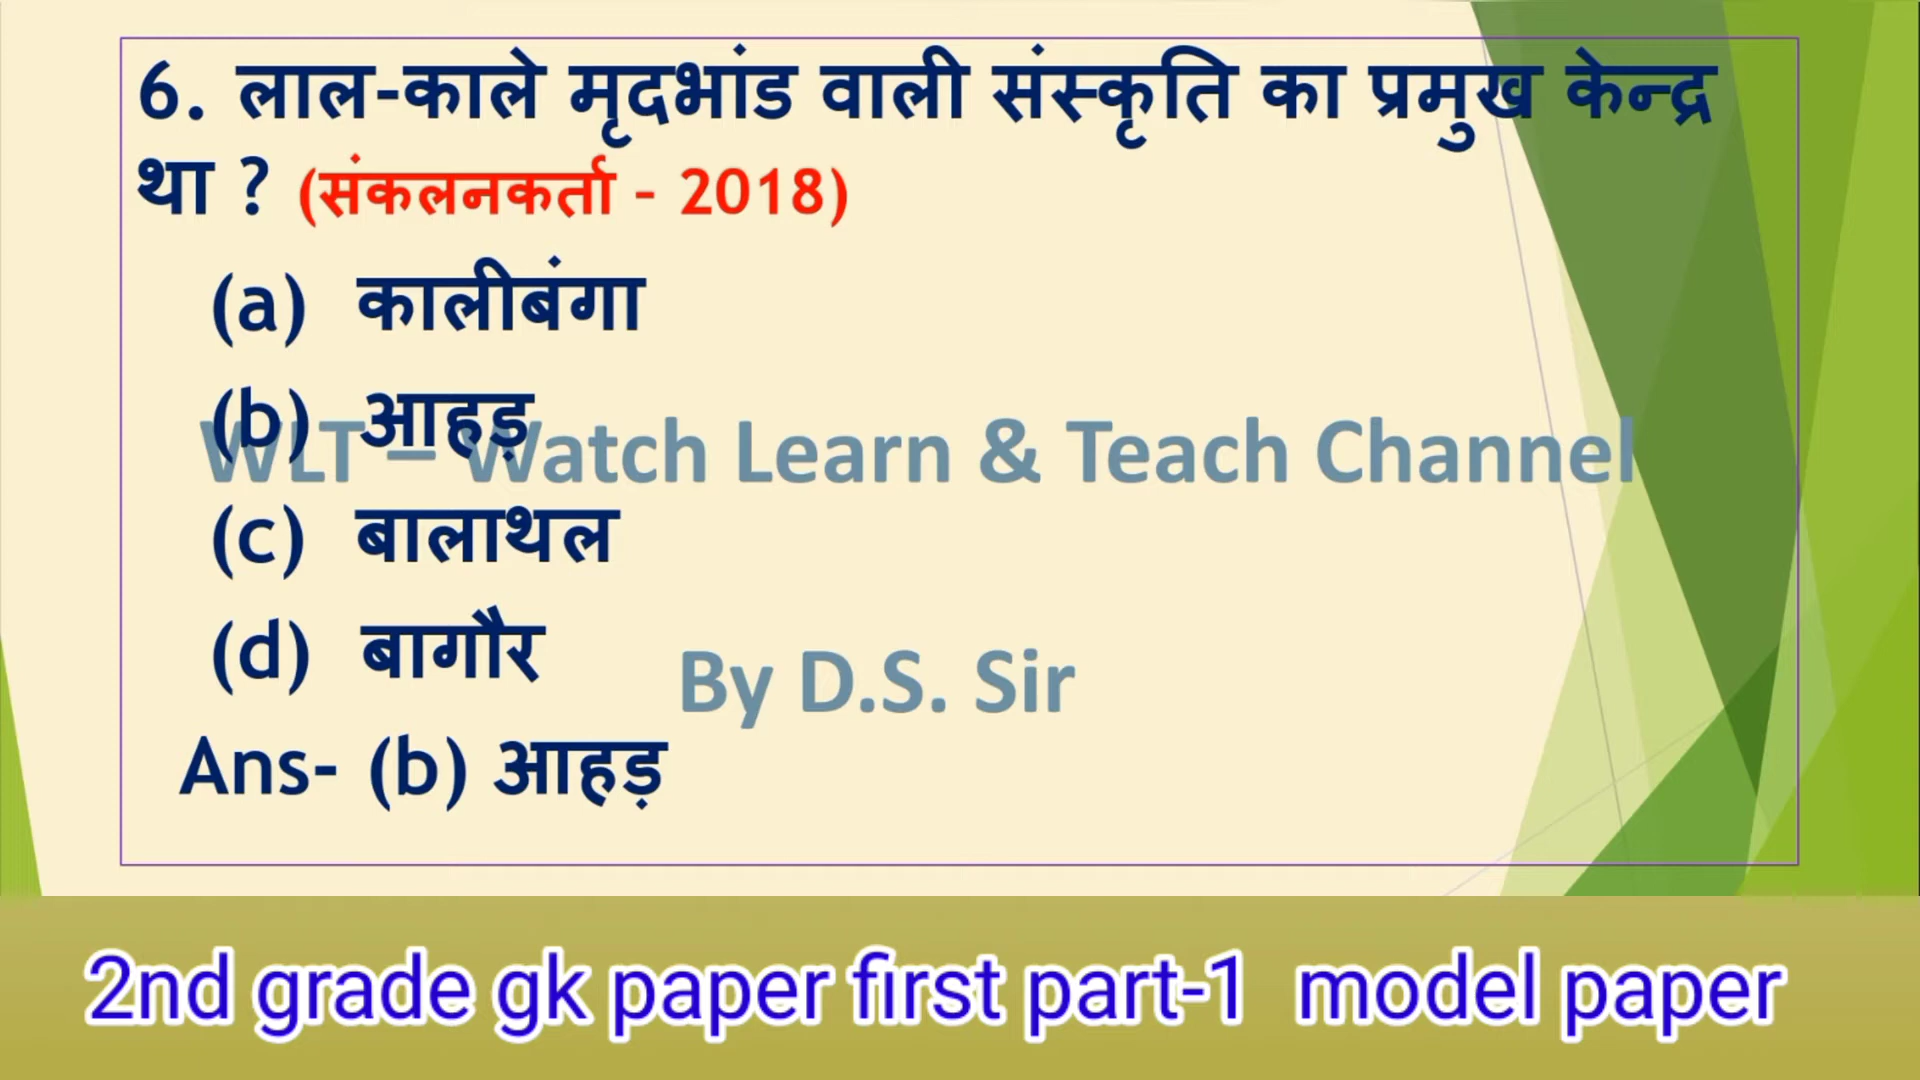 6. लाल-काले मृदभांड वाली संस्कृति का प्रमुख केन्द्र
था ? (संकलनकर्ता - 2018)
(a) कालीबंगा
(b) आहड़
WLT – Watch Learn & Teach Channel
(c) बालाथल
(d) बागौर
By D.S. Sir
Ans- (b) आहड़
2nd grade gk paper first part-1 model paper